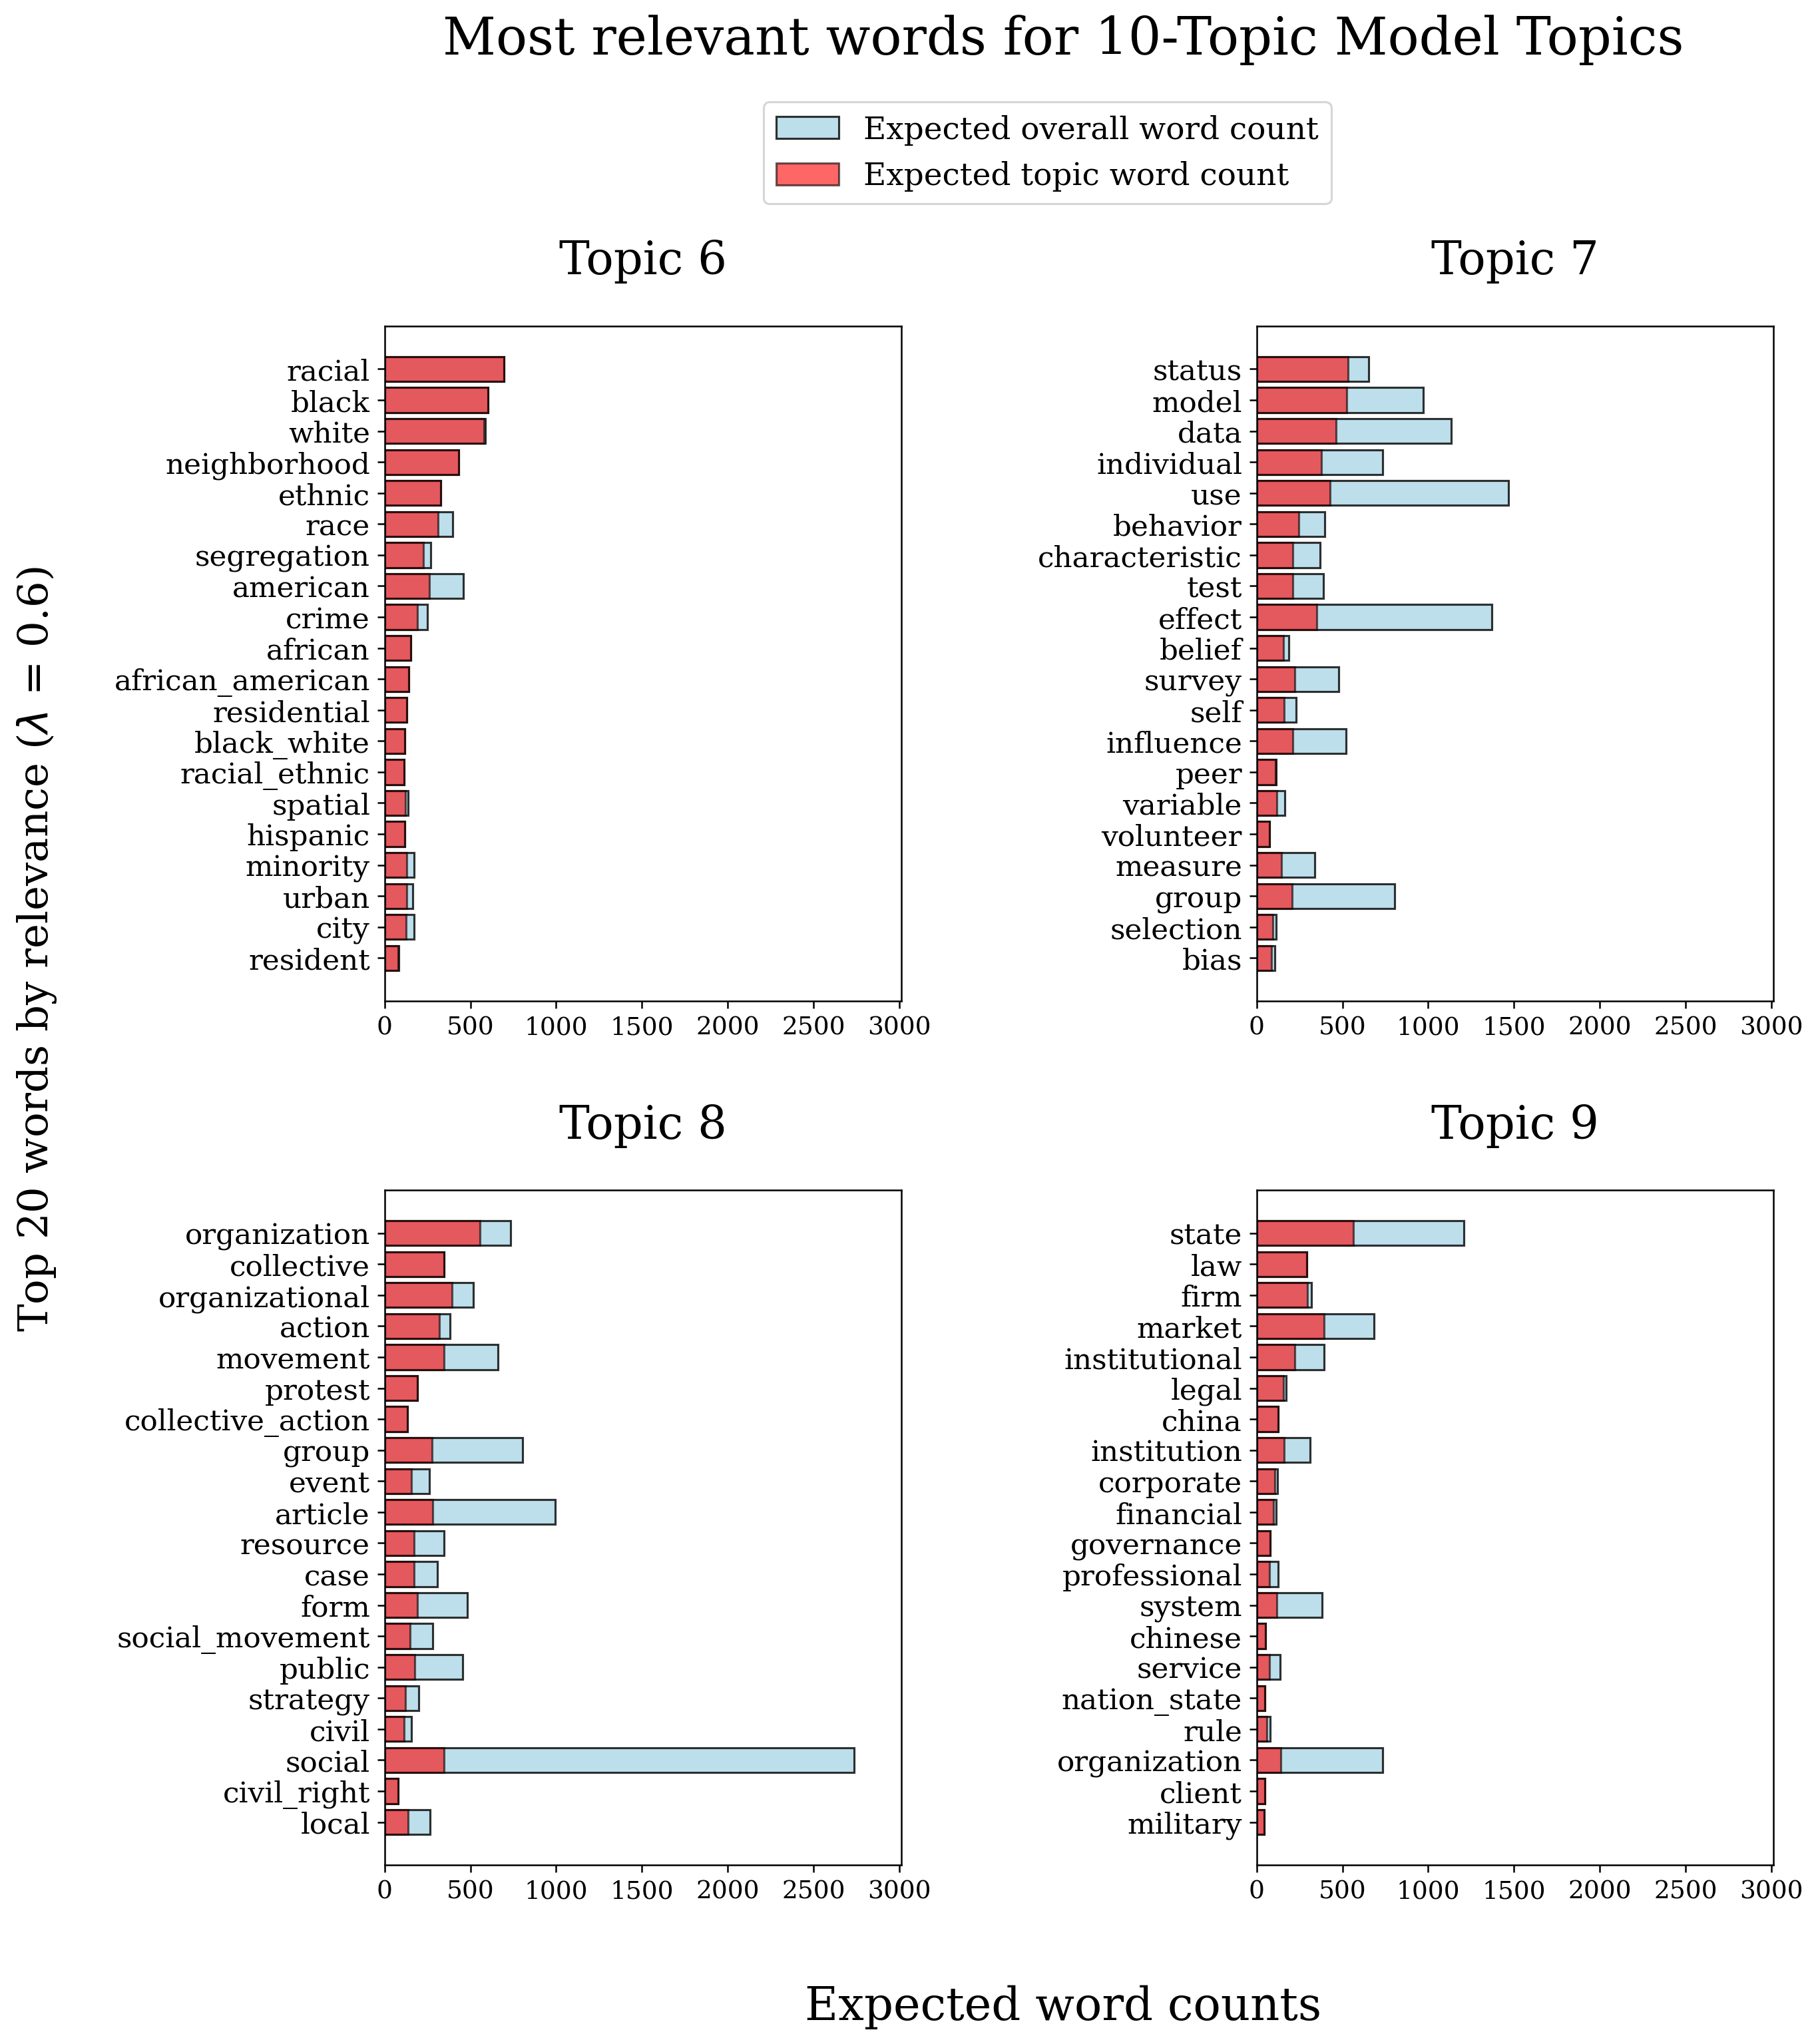 Most relevant words for 10-Topic Model Topics
Expected overall word count
Expected topic word count
Top 20 words by relevance (λ = 0.6)
Topic 6
racial
black
white
neighborhood
ethnic
race
segregation
american
crime
african
african_american
residential
black_white
racial_ethnic
spatial
hispanic
minority
urban
city
resident
0 500 1000 1500 2000 2500 3000
Topic 7
status
model
data
individual
use
behavior
characteristic
test
effect
belief
survey
self
influence
peer
variable
volunteer
measure
group
selection
bias
0 500 1000 1500 2000 2500 3000
Topic 8
organization
collective
organizational
action
movement
protest
collective_action
group
event
article
resource
case
form
social_movement
public
strategy
civil
social
civil_right
local
0 500 1000 1500 2000 2500 3000
Topic 9
state
law
firm
market
institutional
legal
china
institution
corporate
financial
governance
professional
system
chinese
service
nation_state
rule
organization
client
military
0 500 1000 1500 2000 2500 3000
Expected word counts